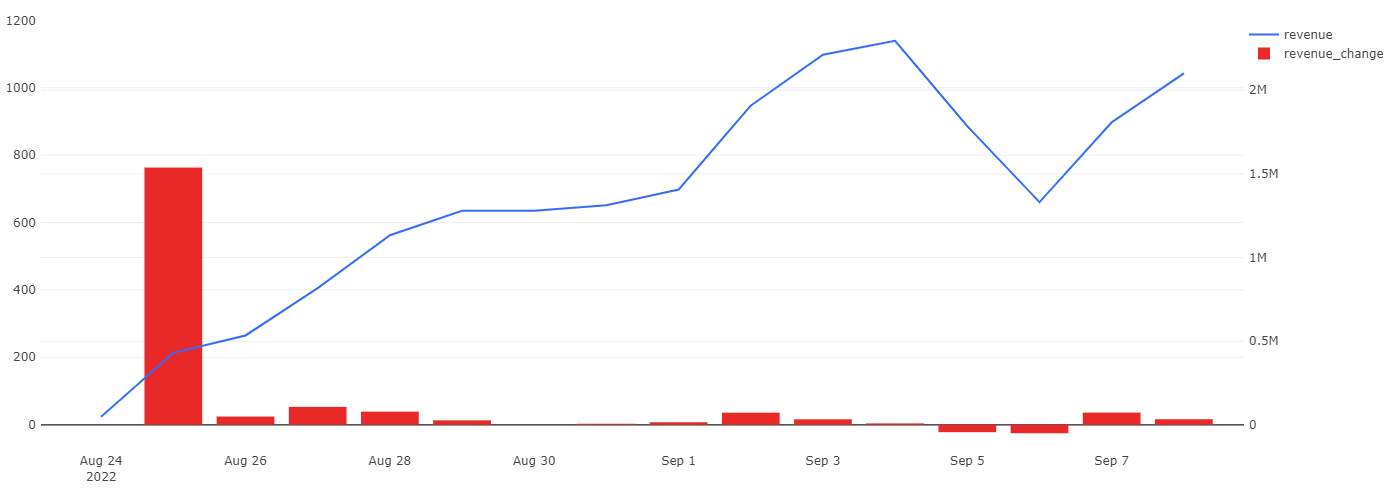 1200
1000
800
600
400
200
0
2M
1.5M
1M
0.5M
0
Aug 24
2022
Aug 26
Aug 28
Aug 30
Sep 1
Sep 3
Sep 5
Sep 7
revenue
revenue_change